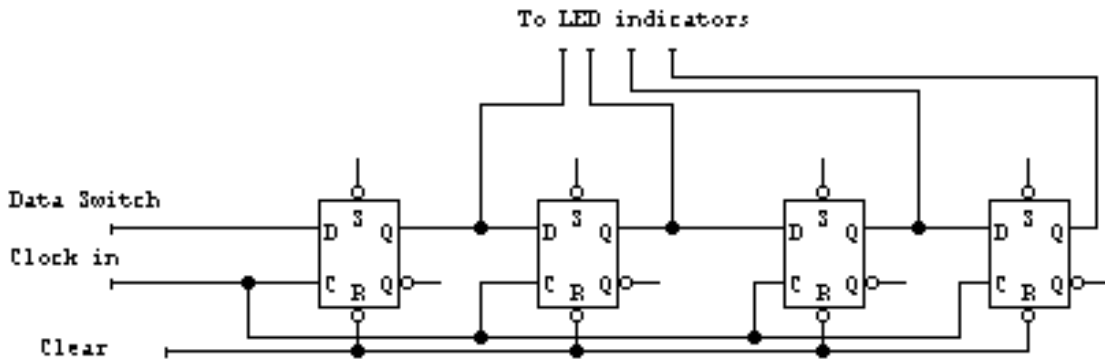 To LED indicators
Data Switch
Clock in
Clear
S
D Q
C Q
R
S
D Q
C Q
R
S
D Q
C Q
R
S
D Q
C Q
R